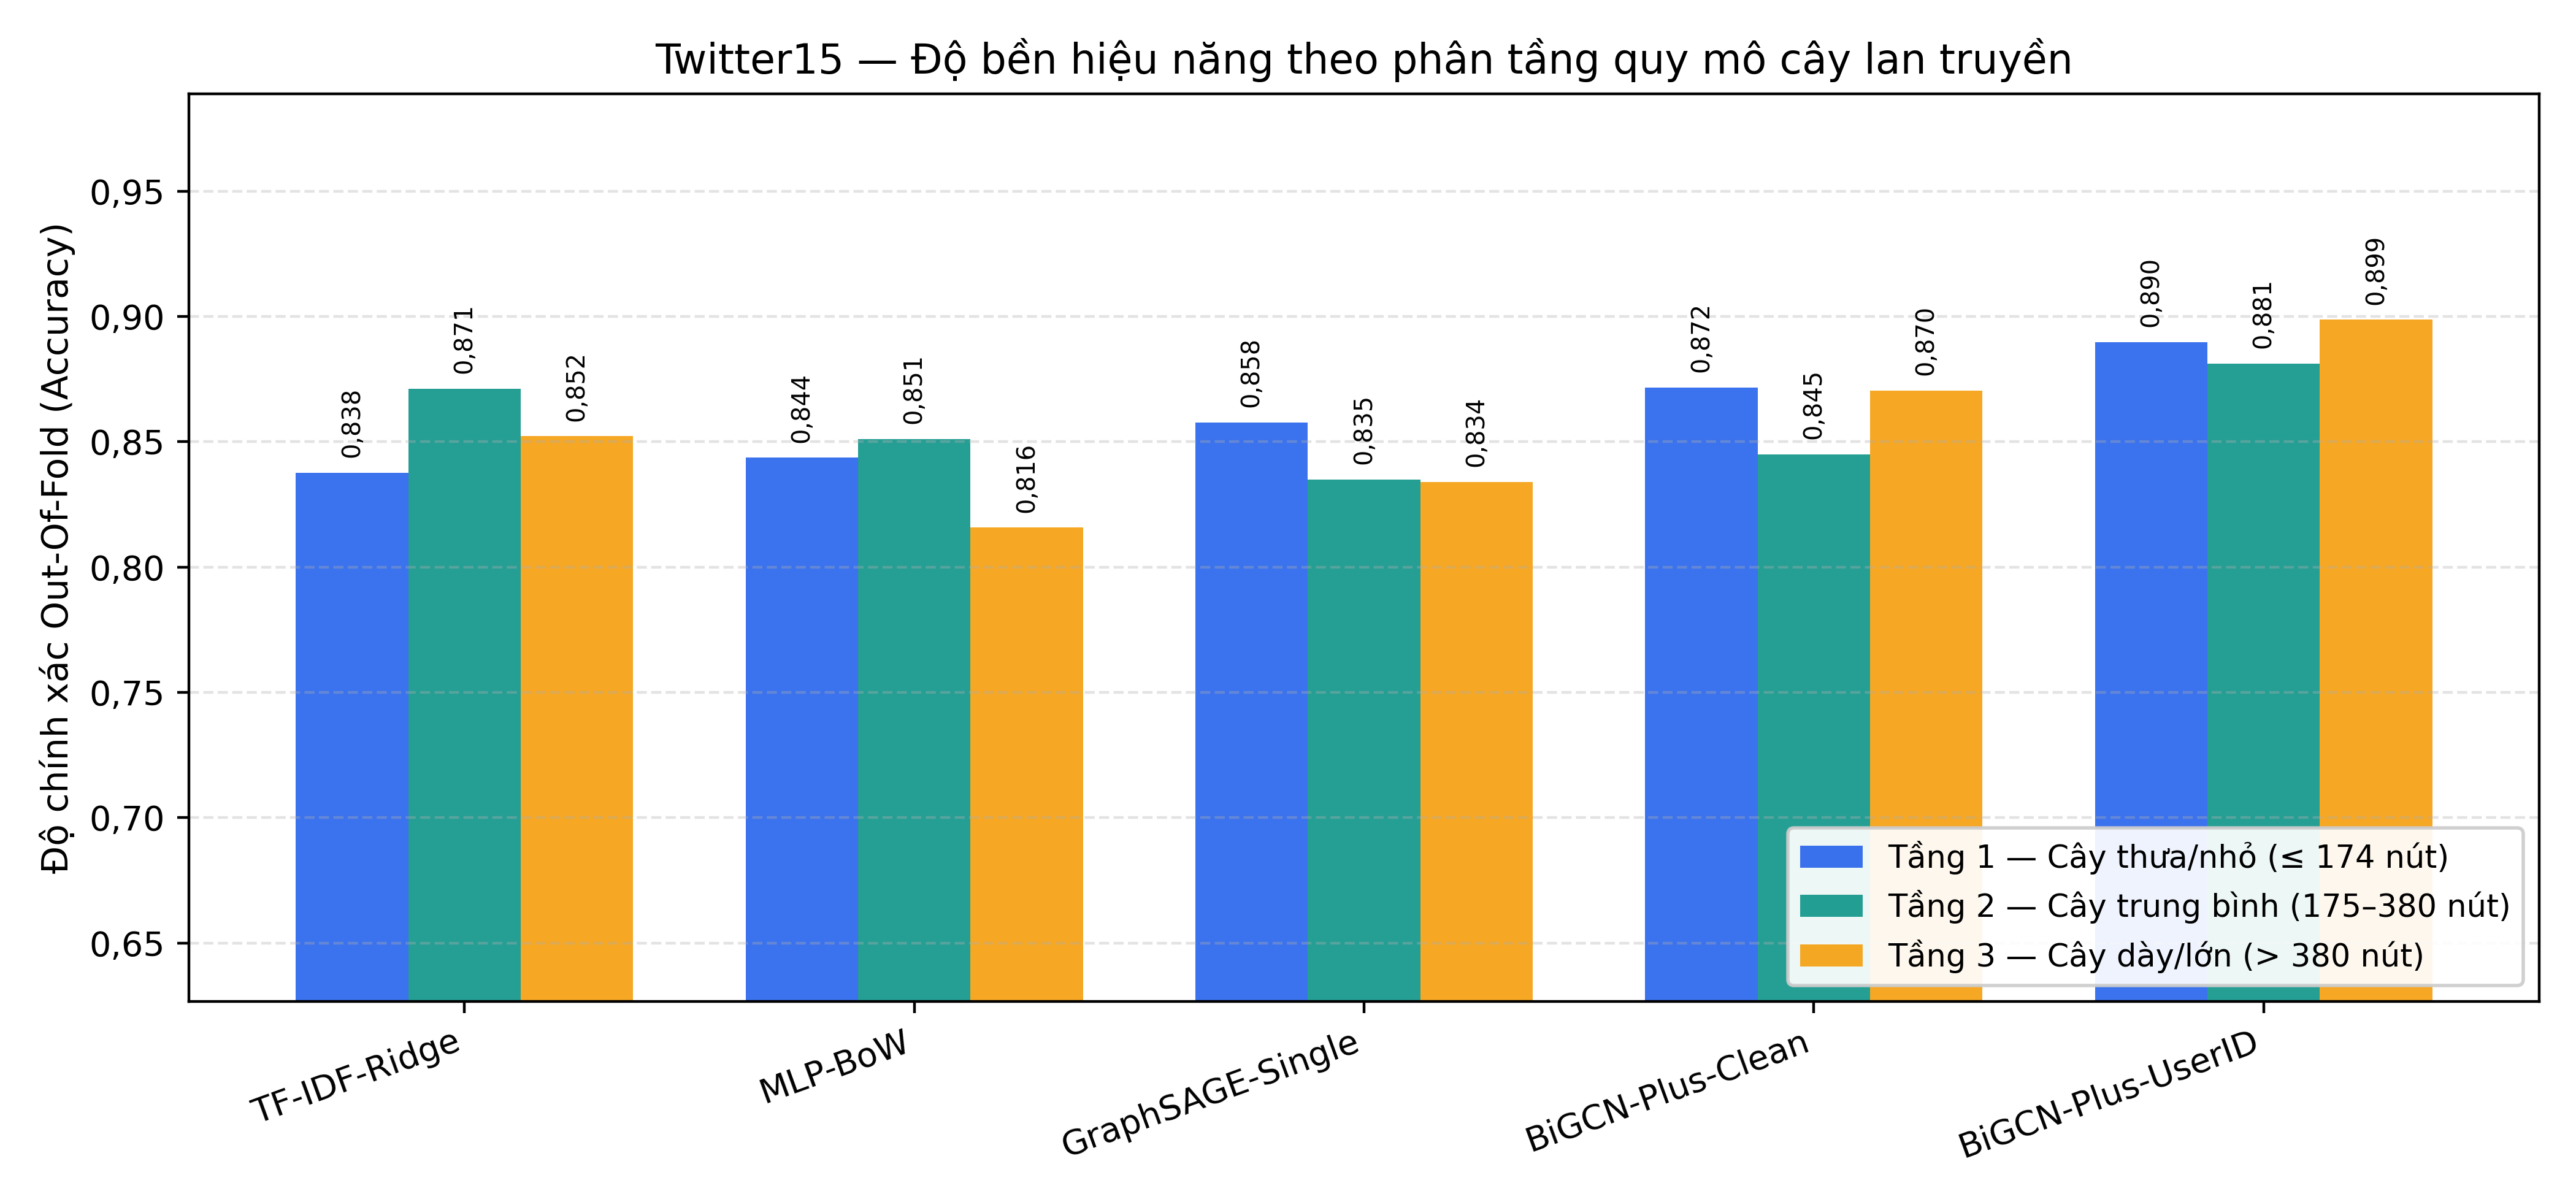 Twitter15 — Độ bền hiệu năng theo phân tầng quy mô cây lan truyền
Độ chính xác Out-Of-Fold (Accuracy)
0,95
0,90
0,85
0,80
0,75
0,70
0,65
0,838
0,871
0,852
0,844
0,851
0,816
0,858
0,835
0,834
0,872
0,845
0,870
0,890
0,881
0,899
Tầng 1 — Cây thưa/nhỏ (≤ 174 nút)
Tầng 2 — Cây trung bình (175–380 nút)
Tầng 3 — Cây dày/lớn (> 380 nút)
TF-IDF-Ridge
MLP-BoW
GraphSAGE-Single
BiGCN-Plus-Clean
BiGCN-Plus-UserID